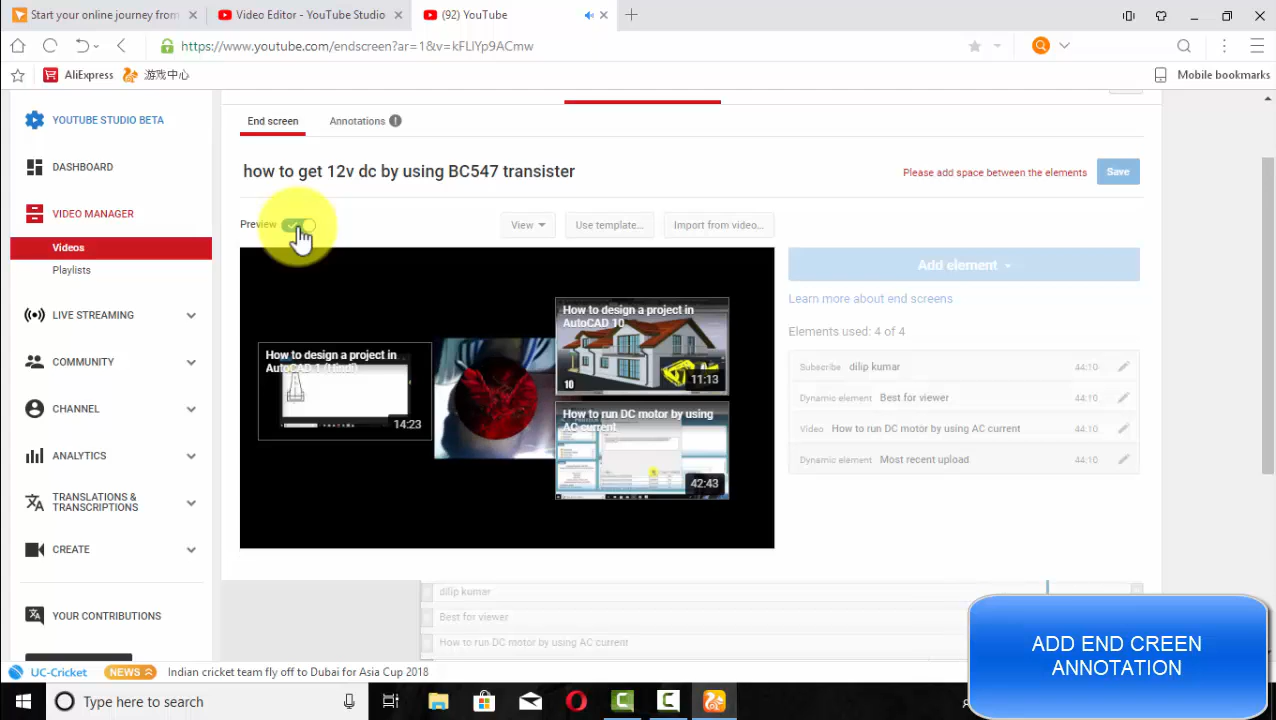 Start your online journey from
Video Editor - YouTube Studio
(92) YouTube
https://www.youtube.com/endscreen?ar=1&v=kFLlYp9ACmw
AliExpress
游戏中心
Mobile bookmarks
YOUTUBE STUDIO BETA
DASHBOARD
VIDEO MANAGER
Videos
Playlists
LIVE STREAMING
COMMUNITY
CHANNEL
ANALYTICS
TRANSLATIONS &
TRANSCRIPTIONS
CREATE
YOUR CONTRIBUTIONS
End screen
Annotations
how to get 12v dc by using BC547 transister
Please add space between the elements
Save
Preview
View
Use template...
Import from video...
Add element
Learn more about end screens
Elements used: 4 of 4
Subscribe dilip kumar 44:10
Dynamic element Best for viewer 44:10
Video How to run DC motor by using AC current 44:10
Dynamic element Most recent upload 44:10
How to design a project in
AutoCAD 1 (Hindi)
14:23
How to design a project in
AutoCAD 10
10
11:13
How to run DC motor by using
AC current
42:43
dilip kumar
Best for viewer
How to run DC motor by using AC current
ADD END CREEN
ANNOTATION
UC-Cricket
NEWS
Indian cricket team fly off to Dubai for Asia Cup 2018
Type here to search